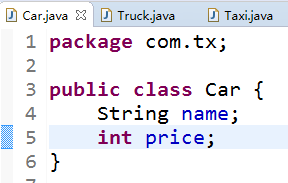 Car.java Truck.java Taxi.java
1 package com.tx;
2
3 public class Car {
4 String name;
5 int price;
6 }
7